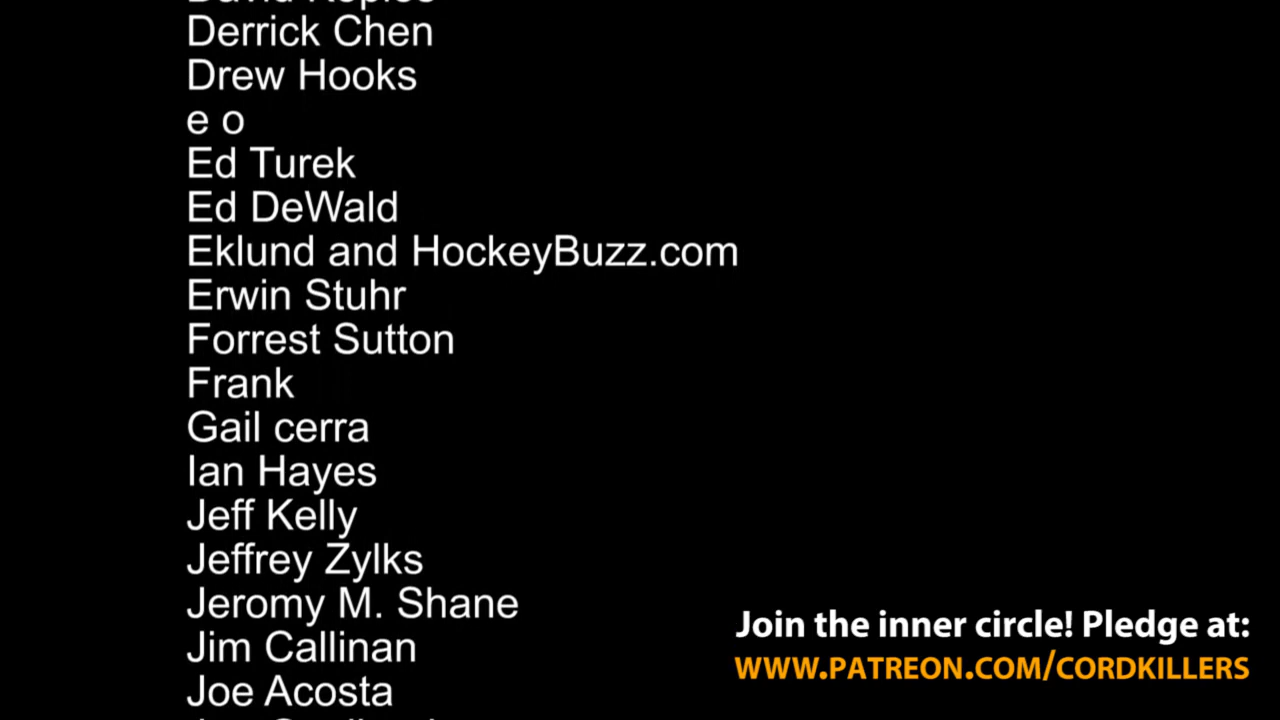 Derrick Chen
Drew Hooks
e o
Ed Turek
Ed DeWald
Eklund and HockeyBuzz.com
Erwin Stuhr
Forrest Sutton
Frank
Gail cerra
Ian Hayes
Jeff Kelly
Jeffrey Zylks
Jeromy M. Shane
Jim Callinan
Joe Acosta
Join the inner circle! Pledge at:
WWW.PATREON.COM/CORDKILLERS